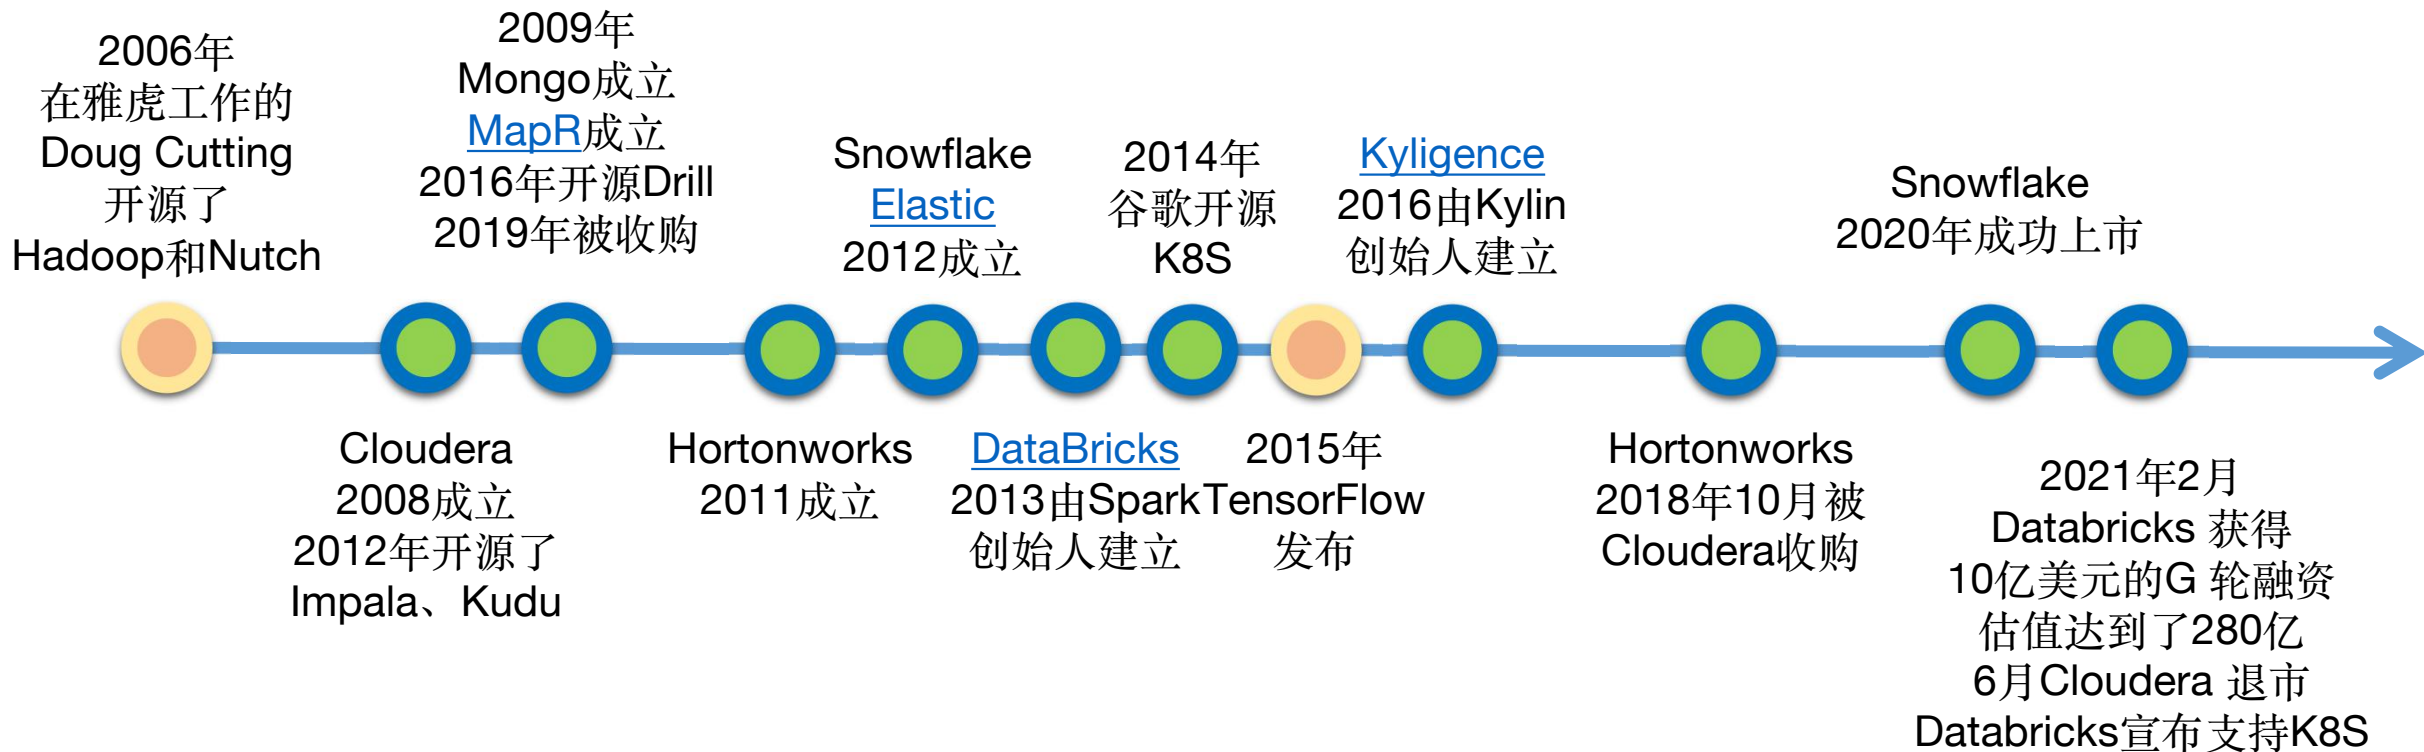 2006年
在雅虎工作的
Doug Cutting
开源了
Hadoop和Nutch
Cloudera
2008成立
2012年开源了
Impala、Kudu
2009年
Mongo成立
MapR成立
2016年开源Drill
2019年被收购
Hortonworks
2011成立
Snowflake
Elastic
2012成立
DataBricks
2013由Spark
创始人建立
2014年
谷歌开源
K8S
2015年
TensorFlow
发布
Kyligence
2016由Kylin
创始人建立
Hortonworks
2018年10月被
Cloudera收购
Snowflake
2020年成功上市
2021年2月
Databricks 获得
10亿美元的G 轮融资
估值达到了280亿
6月Cloudera 退市
Databricks宣布支持K8S